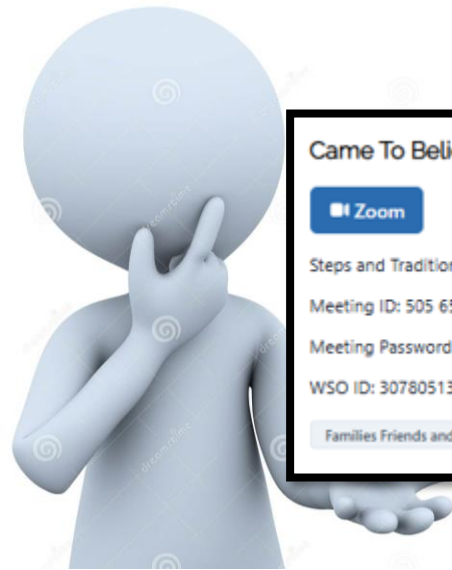 Came To Beli
Zoom
Steps and Tradition
Meeting ID: 505 65
Meeting Password
WSO ID: 30780513
Families Friends and
dreamstime